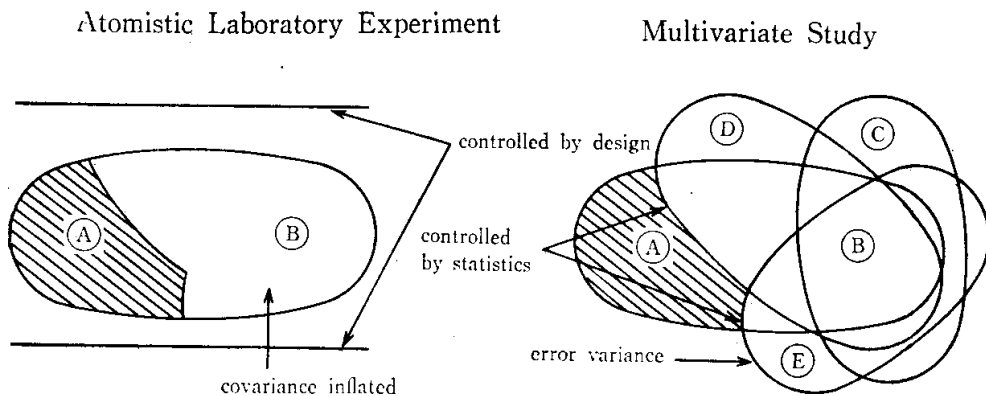 Atomistic Laboratory Experiment
Multivariate Study
controlled by design
D
C
A
B
controlled
by statistics
A
B
error variance
E
covariance inflated